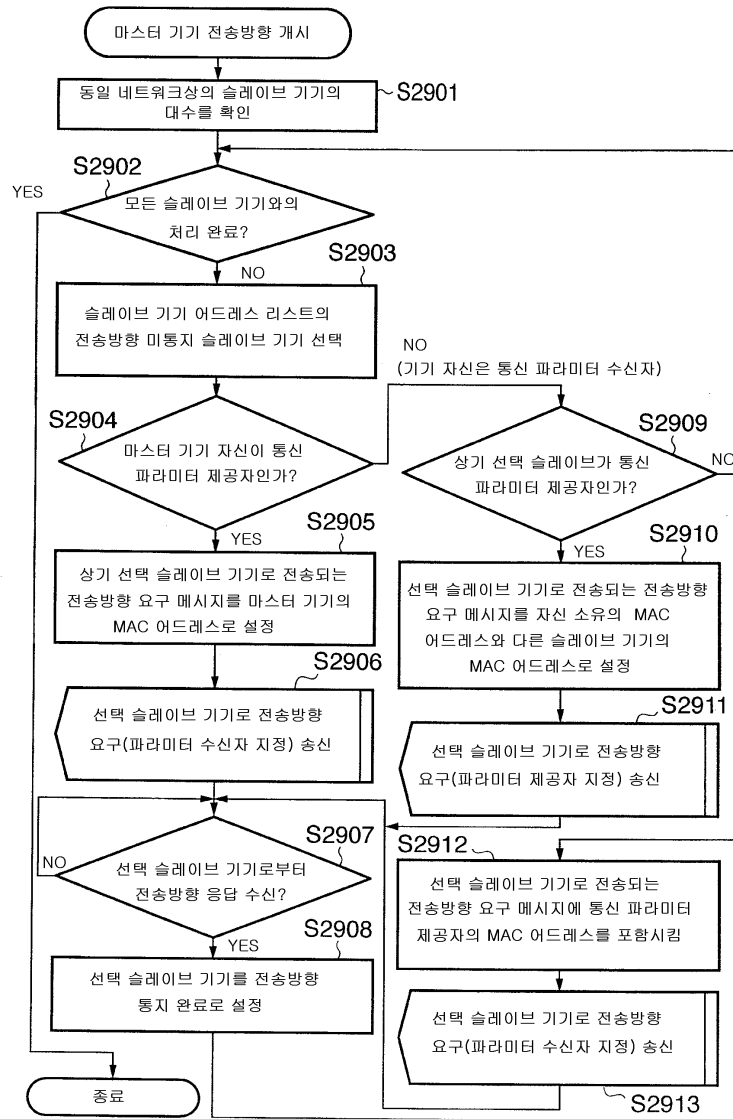 마스터 기기 전송방향 개시
동일 네트워크상의 슬레이브 기기의
대수를 확인
S2901
S2902
YES
모든 슬레이브 기기와의
처리 완료?
NO
S2903
슬레이브 기기 어드레스 리스트의
전송방향 미통지 슬레이브 기기 선택
NO
(기기 자신은 통신 파라미터 수신자)
S2904
마스터 기기 자신이 통신
파라미터 제공자인가?
YES
S2909
상기 선택 슬레이브가 통신
파라미터 제공자인가?
NO
YES
S2905
상기 선택 슬레이브 기기로 전송되는
전송방향 요구 메시지를 마스터 기기의
MAC 어드레스로 설정
S2910
선택 슬레이브 기기로 전송되는 전송방향
요구 메시지를 자신 소유의 MAC
어드레스와 다른 슬레이브 기기의
MAC 어드레스로 설정
S2906
선택 슬레이브 기기로 전송방향
요구(파라미터 수신자 지정) 송신
S2911
선택 슬레이브 기기로 전송방향
요구(파라미터 제공자 지정) 송신
S2907
NO
선택 슬레이브 기기로부터
전송방향 응답 수신?
YES
S2912
선택 슬레이브 기기로 전송되는
전송방향 요구 메시지에 통신 파라미터
제공자의 MAC 어드레스를 포함시킴
S2908
선택 슬레이브 기기를 전송방향
통지 완료로 설정
선택 슬레이브 기기로 전송방향
요구(파라미터 수신자 지정) 송신
S2913
종료